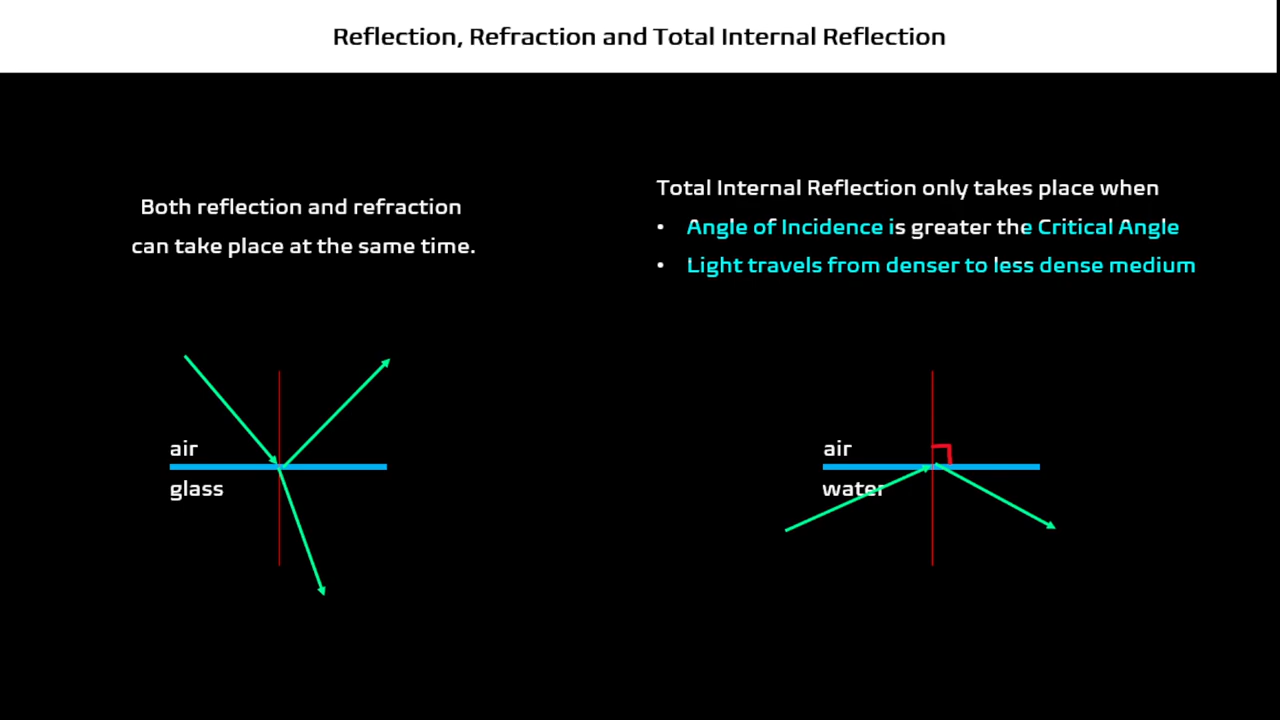 Reflection, Refraction and Total Internal Reflection
Both reflection and refraction
can take place at the same time.
Total Internal Reflection only takes place when
• Angle of Incidence is greater the Critical Angle
• Light travels from denser to less dense medium
air
glass
air
water